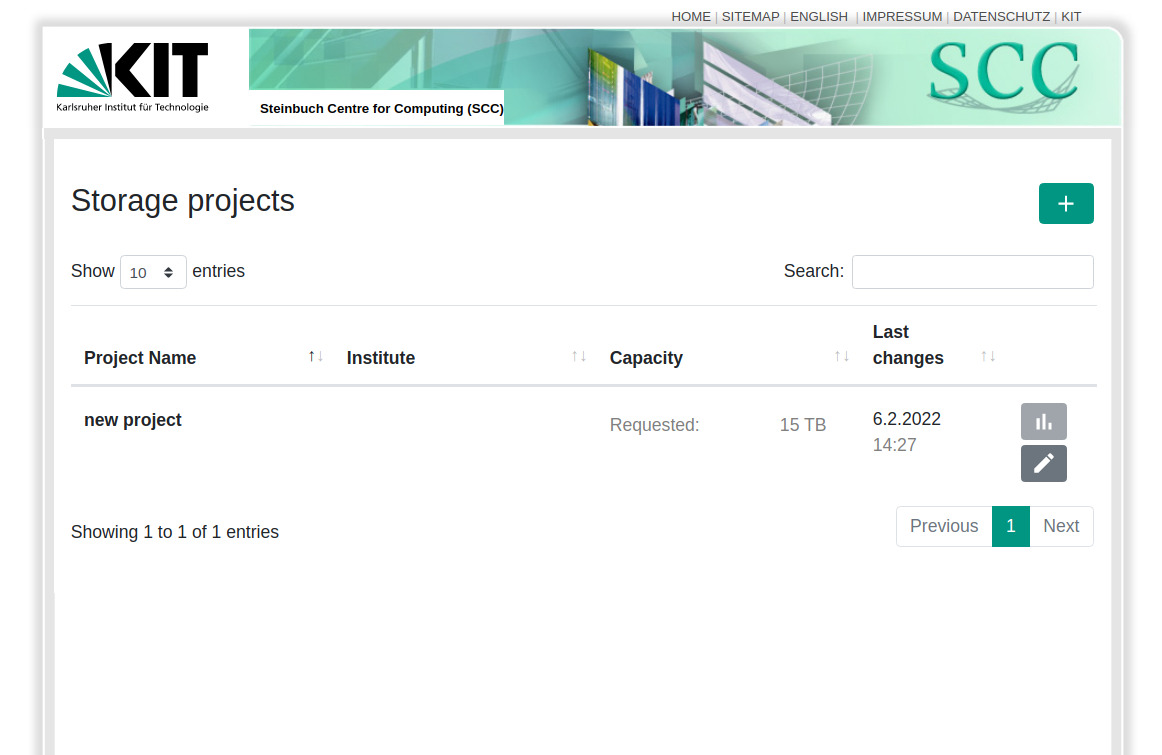 HOME | SITEMAP | ENGLISH | IMPRESSUM | DATENSCHUTZ | KIT
KIT
Karlsruher Institut für Technologie
Steinbuch Centre for Computing (SCC)
SCC
Storage projects
+
Show 10 entries
Search:
Project Name ↑↓ Institute ↑↓ Capacity ↑↓ Last changes ↑↓
new project Requested: 15 TB 6.2.2022
14:27
Showing 1 to 1 of 1 entries
Previous 1 Next